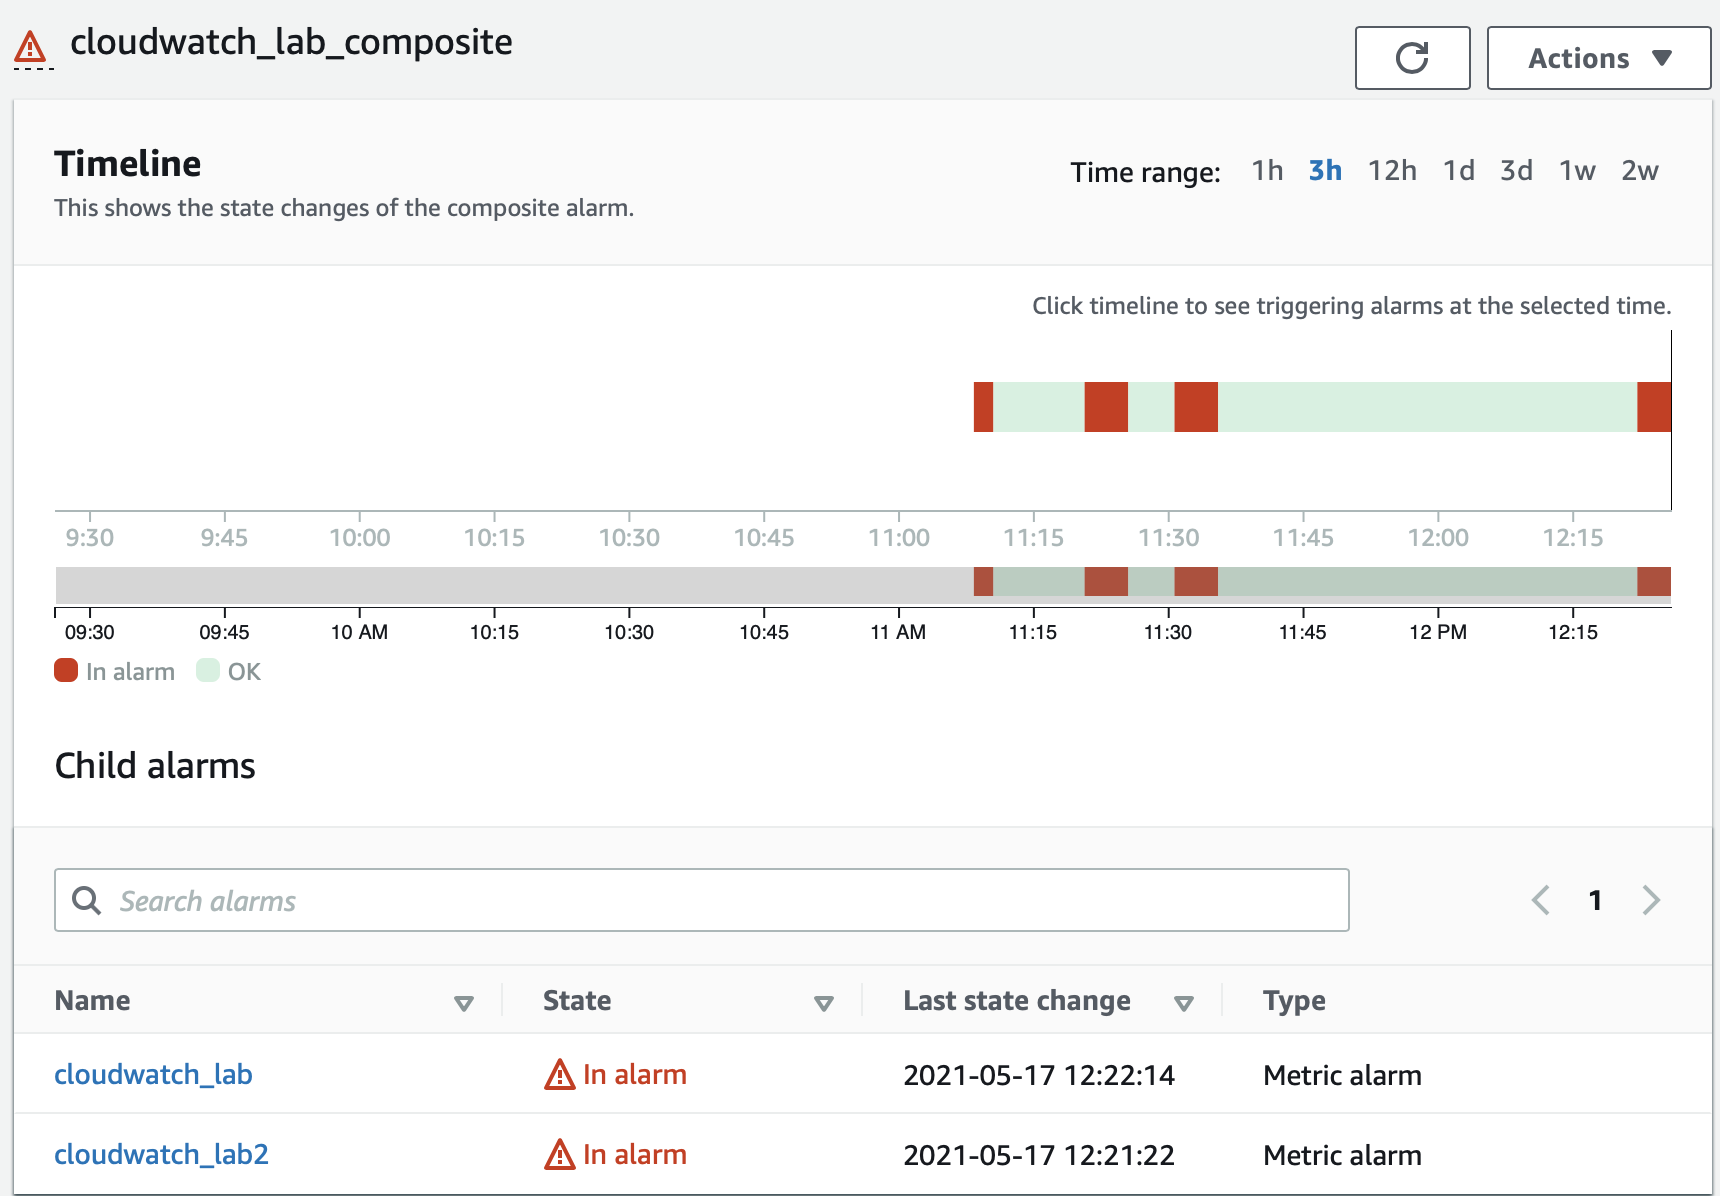 cloudwatch_lab_composite
Actions
Timeline
Time range: 1h 3h 12h 1d 3d 1w 2w
This shows the state changes of the composite alarm.
Click timeline to see triggering alarms at the selected time.
9:30 9:45 10:00 10:15 10:30 10:45 11:00 11:15 11:30 11:45 12:00 12:15
09:30 09:45 10 AM 10:15 10:30 10:45 11 AM 11:15 11:30 11:45 12 PM 12:15
In alarm OK
Child alarms
Search alarms
1
Name State Last state change Type
cloudwatch_lab In alarm 2021-05-17 12:22:14 Metric alarm
cloudwatch_lab2 In alarm 2021-05-17 12:21:22 Metric alarm